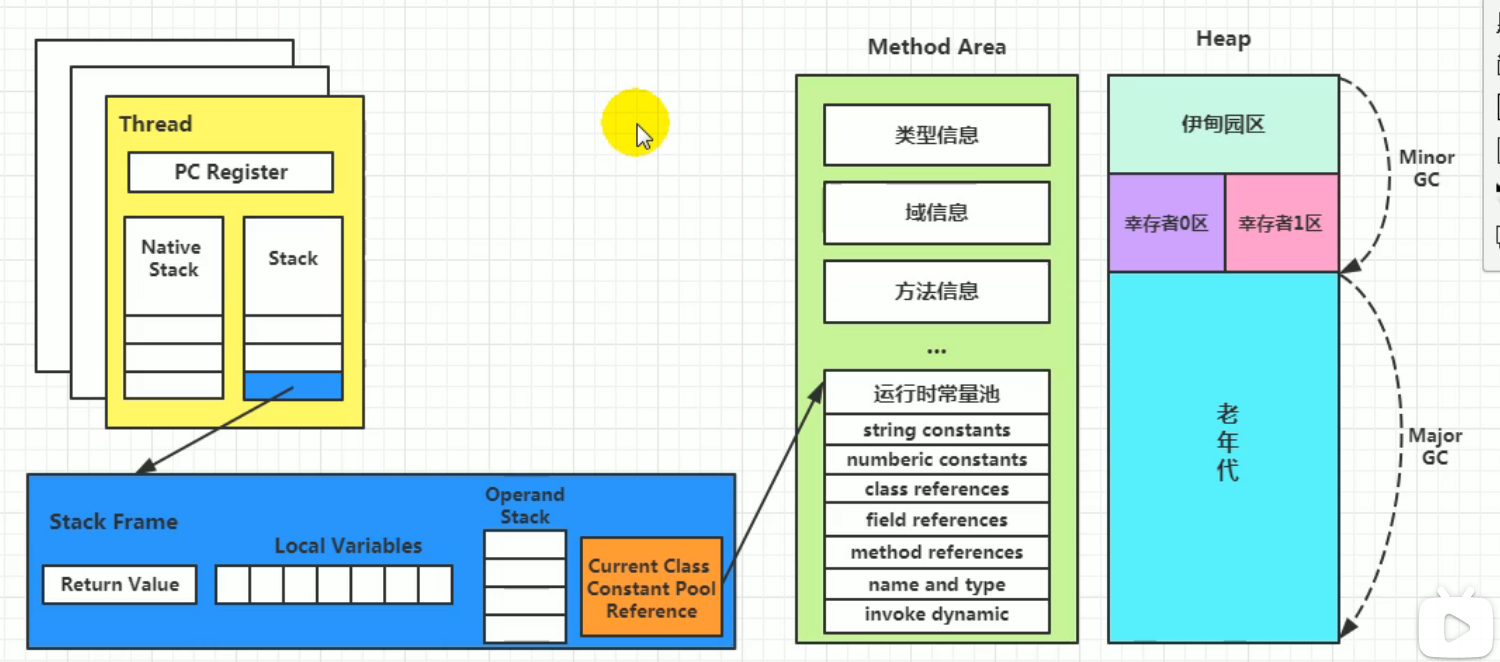 Thread
PC Register
Native
Stack
Stack
Stack Frame
Return Value
Local Variables
Operand
Stack
Current Class
Constant Pool
Reference
Method Area
类型信息
域信息
方法信息
...
运行时常量池
string constants
numberic constants
class references
field references
method references
name and type
invoke dynamic
Heap
伊甸园区
幸存者0区
幸存者1区
老
年
代
Minor
GC
Major
GC